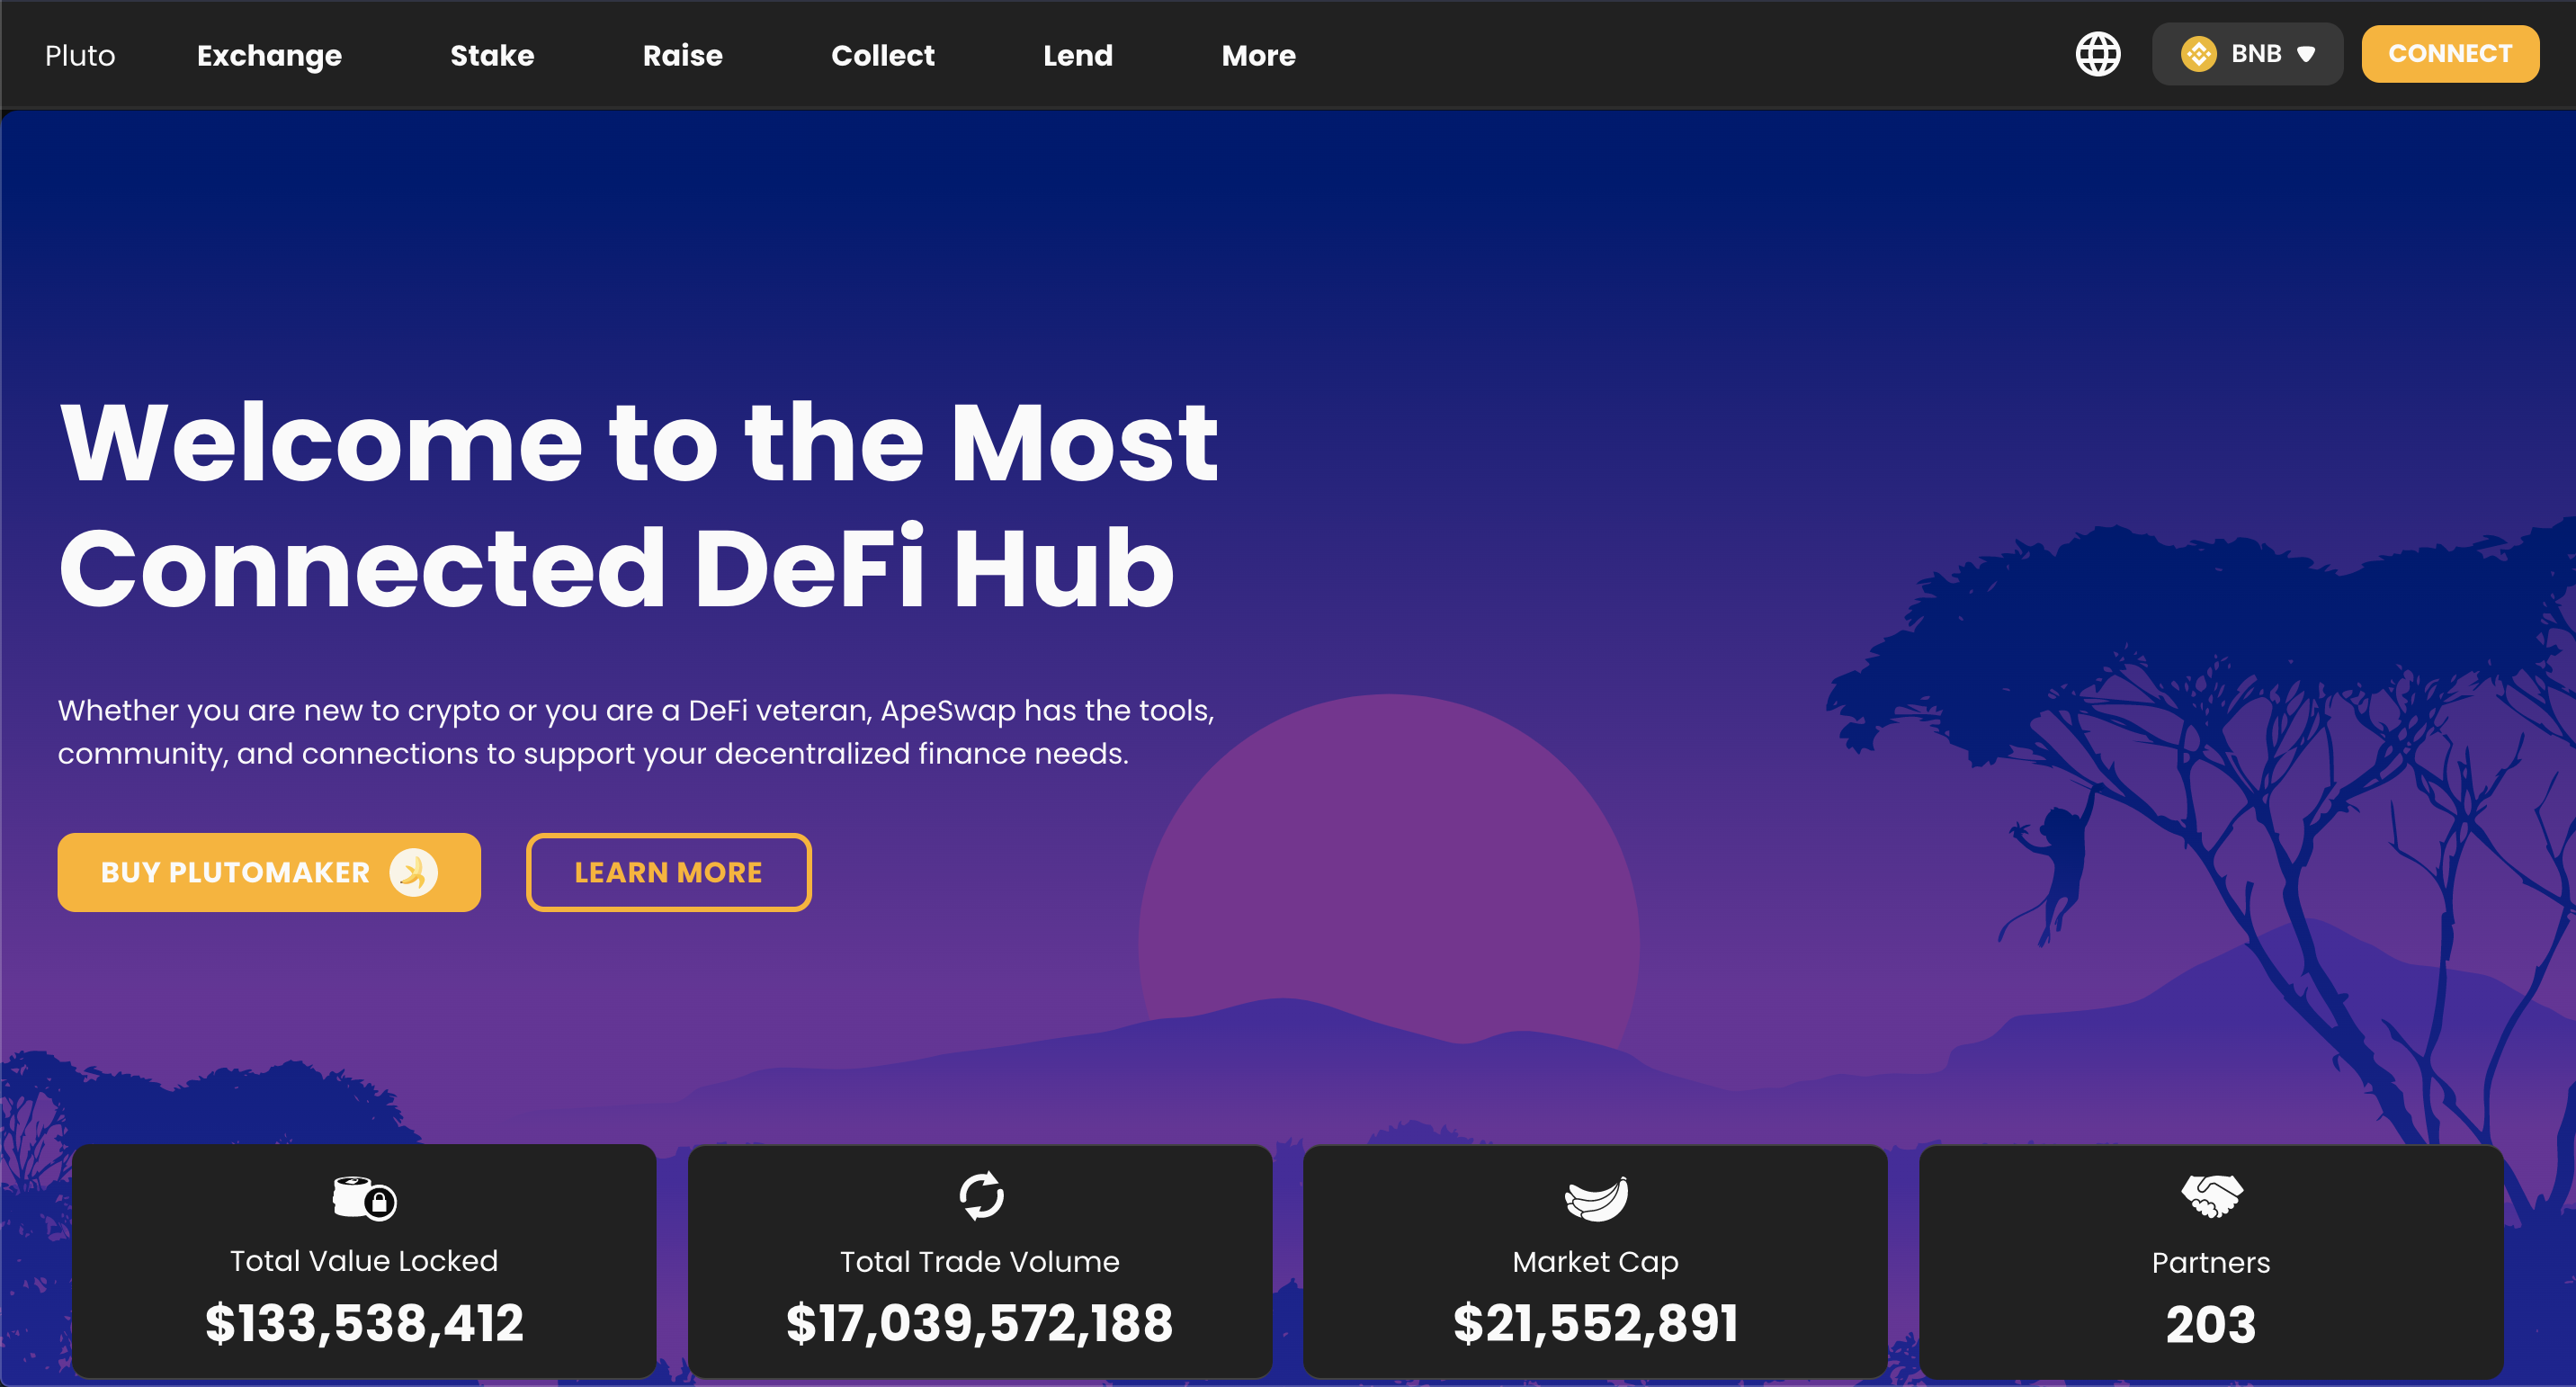 Pluto Exchange Stake Raise Collect Lend More BNB CONNECT
Welcome to the Most
Connected DeFi Hub
Whether you are new to crypto or you are a DeFi veteran, ApeSwap has the tools,
community, and connections to support your decentralized finance needs.
BUY PLUTOMAKER LEARN MORE
Total Value Locked
$133,538,412
Total Trade Volume
$17,039,572,188
Market Cap
$21,552,891
Partners
203